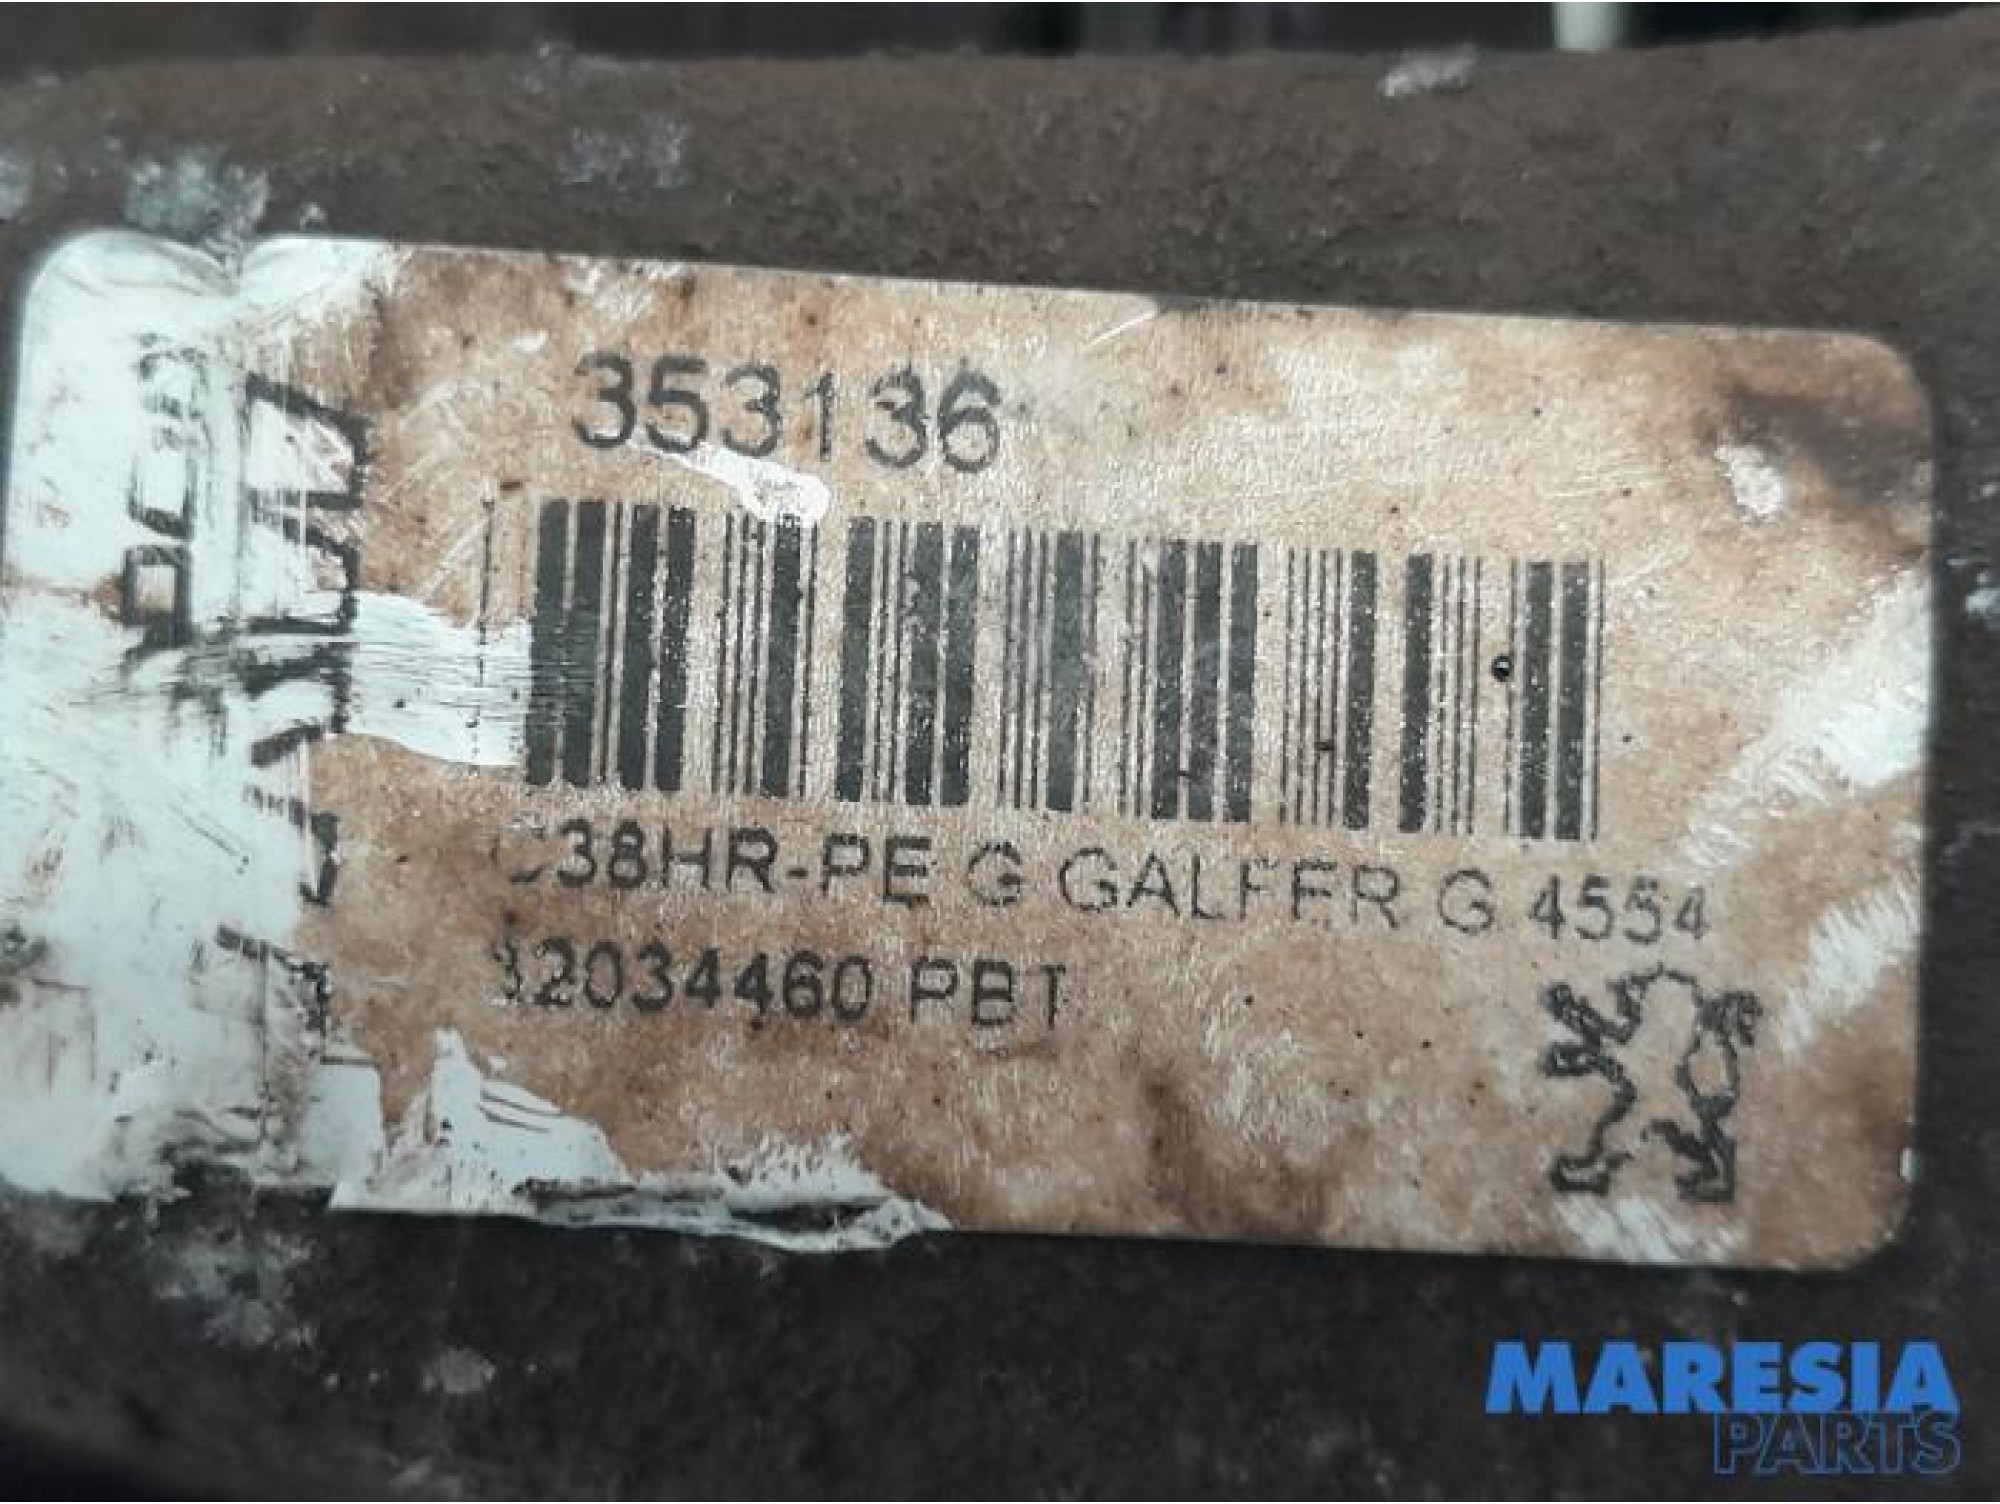 353136
C38HR-PE G GALFER G 4554
32034460 PBT
MARESIA
PARTS